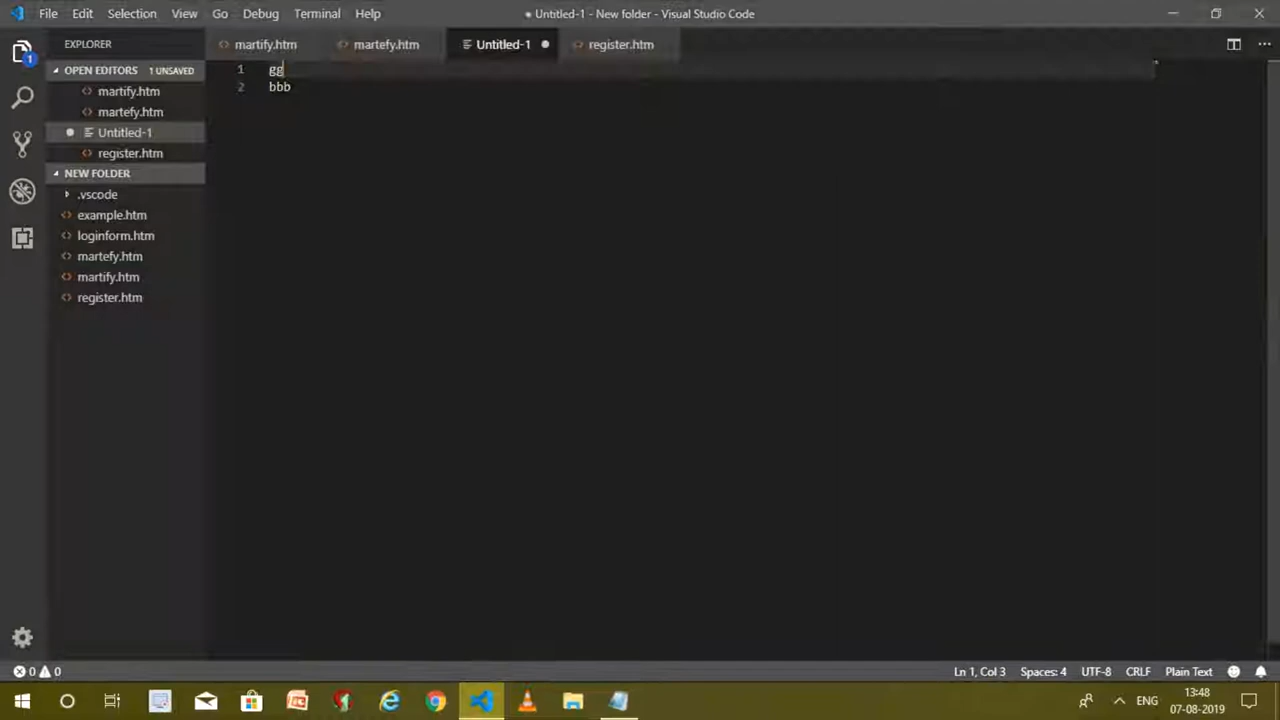 File Edit Selection View Go Debug Terminal Help
● Untitled-1 - New folder - Visual Studio Code
EXPLORER
martify.htm
martefy.htm
Untitled-1
register.htm
OPEN EDITORS 1 UNSAVED
martify.htm
martefy.htm
Untitled-1
register.htm
NEW FOLDER
.vscode
example.htm
loginform.htm
martefy.htm
martify.htm
register.htm
1
1 gg
2 bbb
0 0
Ln 1, Col 3 Spaces: 4 UTF-8 CRLF Plain Text
ENG
13:48
07-08-2019